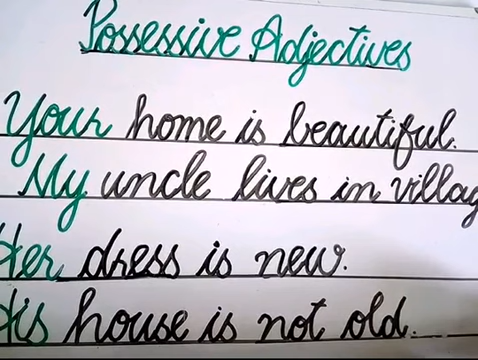 Possessive Adjectives
Your home is beautiful.
My uncle lives in villag
Her dress is new.
His house is not old.